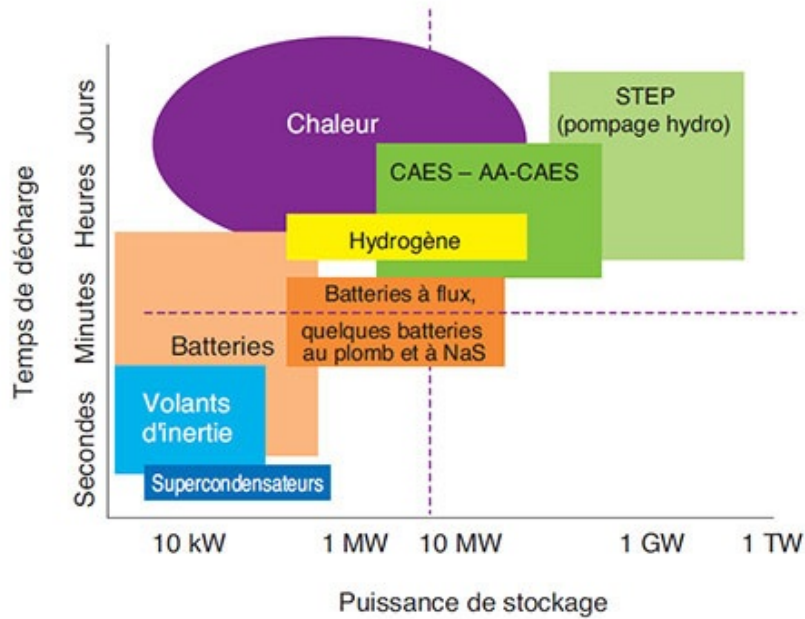 Temps de décharge
Jours
Heures
Minutes
Secondes
Chaleur
STEP
(pompage hydro)
CAES – AA-CAES
Hydrogène
Batteries à flux,
quelques batteries
au plomb et à NaS
Batteries
Volants
d'inertie
Supercondensateurs
10 kW
1 MW
10 MW
1 GW
1 TW
Puissance de stockage